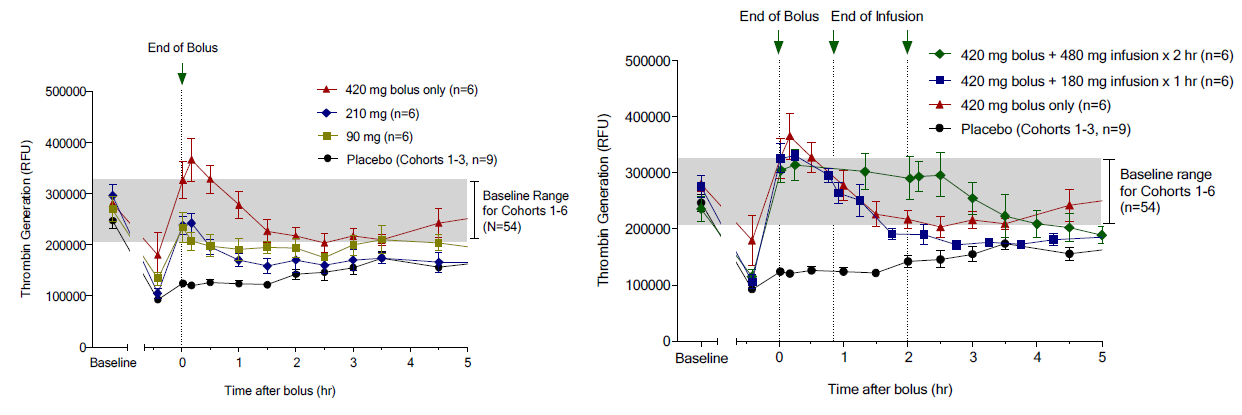 End of Bolus
500000
400000
300000
200000
100000
0
Thrombin Generation (RFU)
420 mg bolus only (n=6)
210 mg (n=6)
90 mg (n=6)
Placebo (Cohorts 1-3, n=9)
Baseline Range
for Cohorts 1-6
(N=54)
Baseline
0
1
2
3
4
5
Time after bolus (hr)
End of Bolus
End of Infusion
500000
400000
300000
200000
100000
0
Thrombin Generation (RFU)
420 mg bolus + 480 mg infusion x 2 hr (n=6)
420 mg bolus + 180 mg infusion x 1 hr (n=6)
420 mg bolus only (n=6)
Placebo (Cohorts 1-3, n=9)
Baseline range
for Cohorts 1-6
(n=54)
Baseline
0
1
2
3
4
5
Time after bolus (hr)